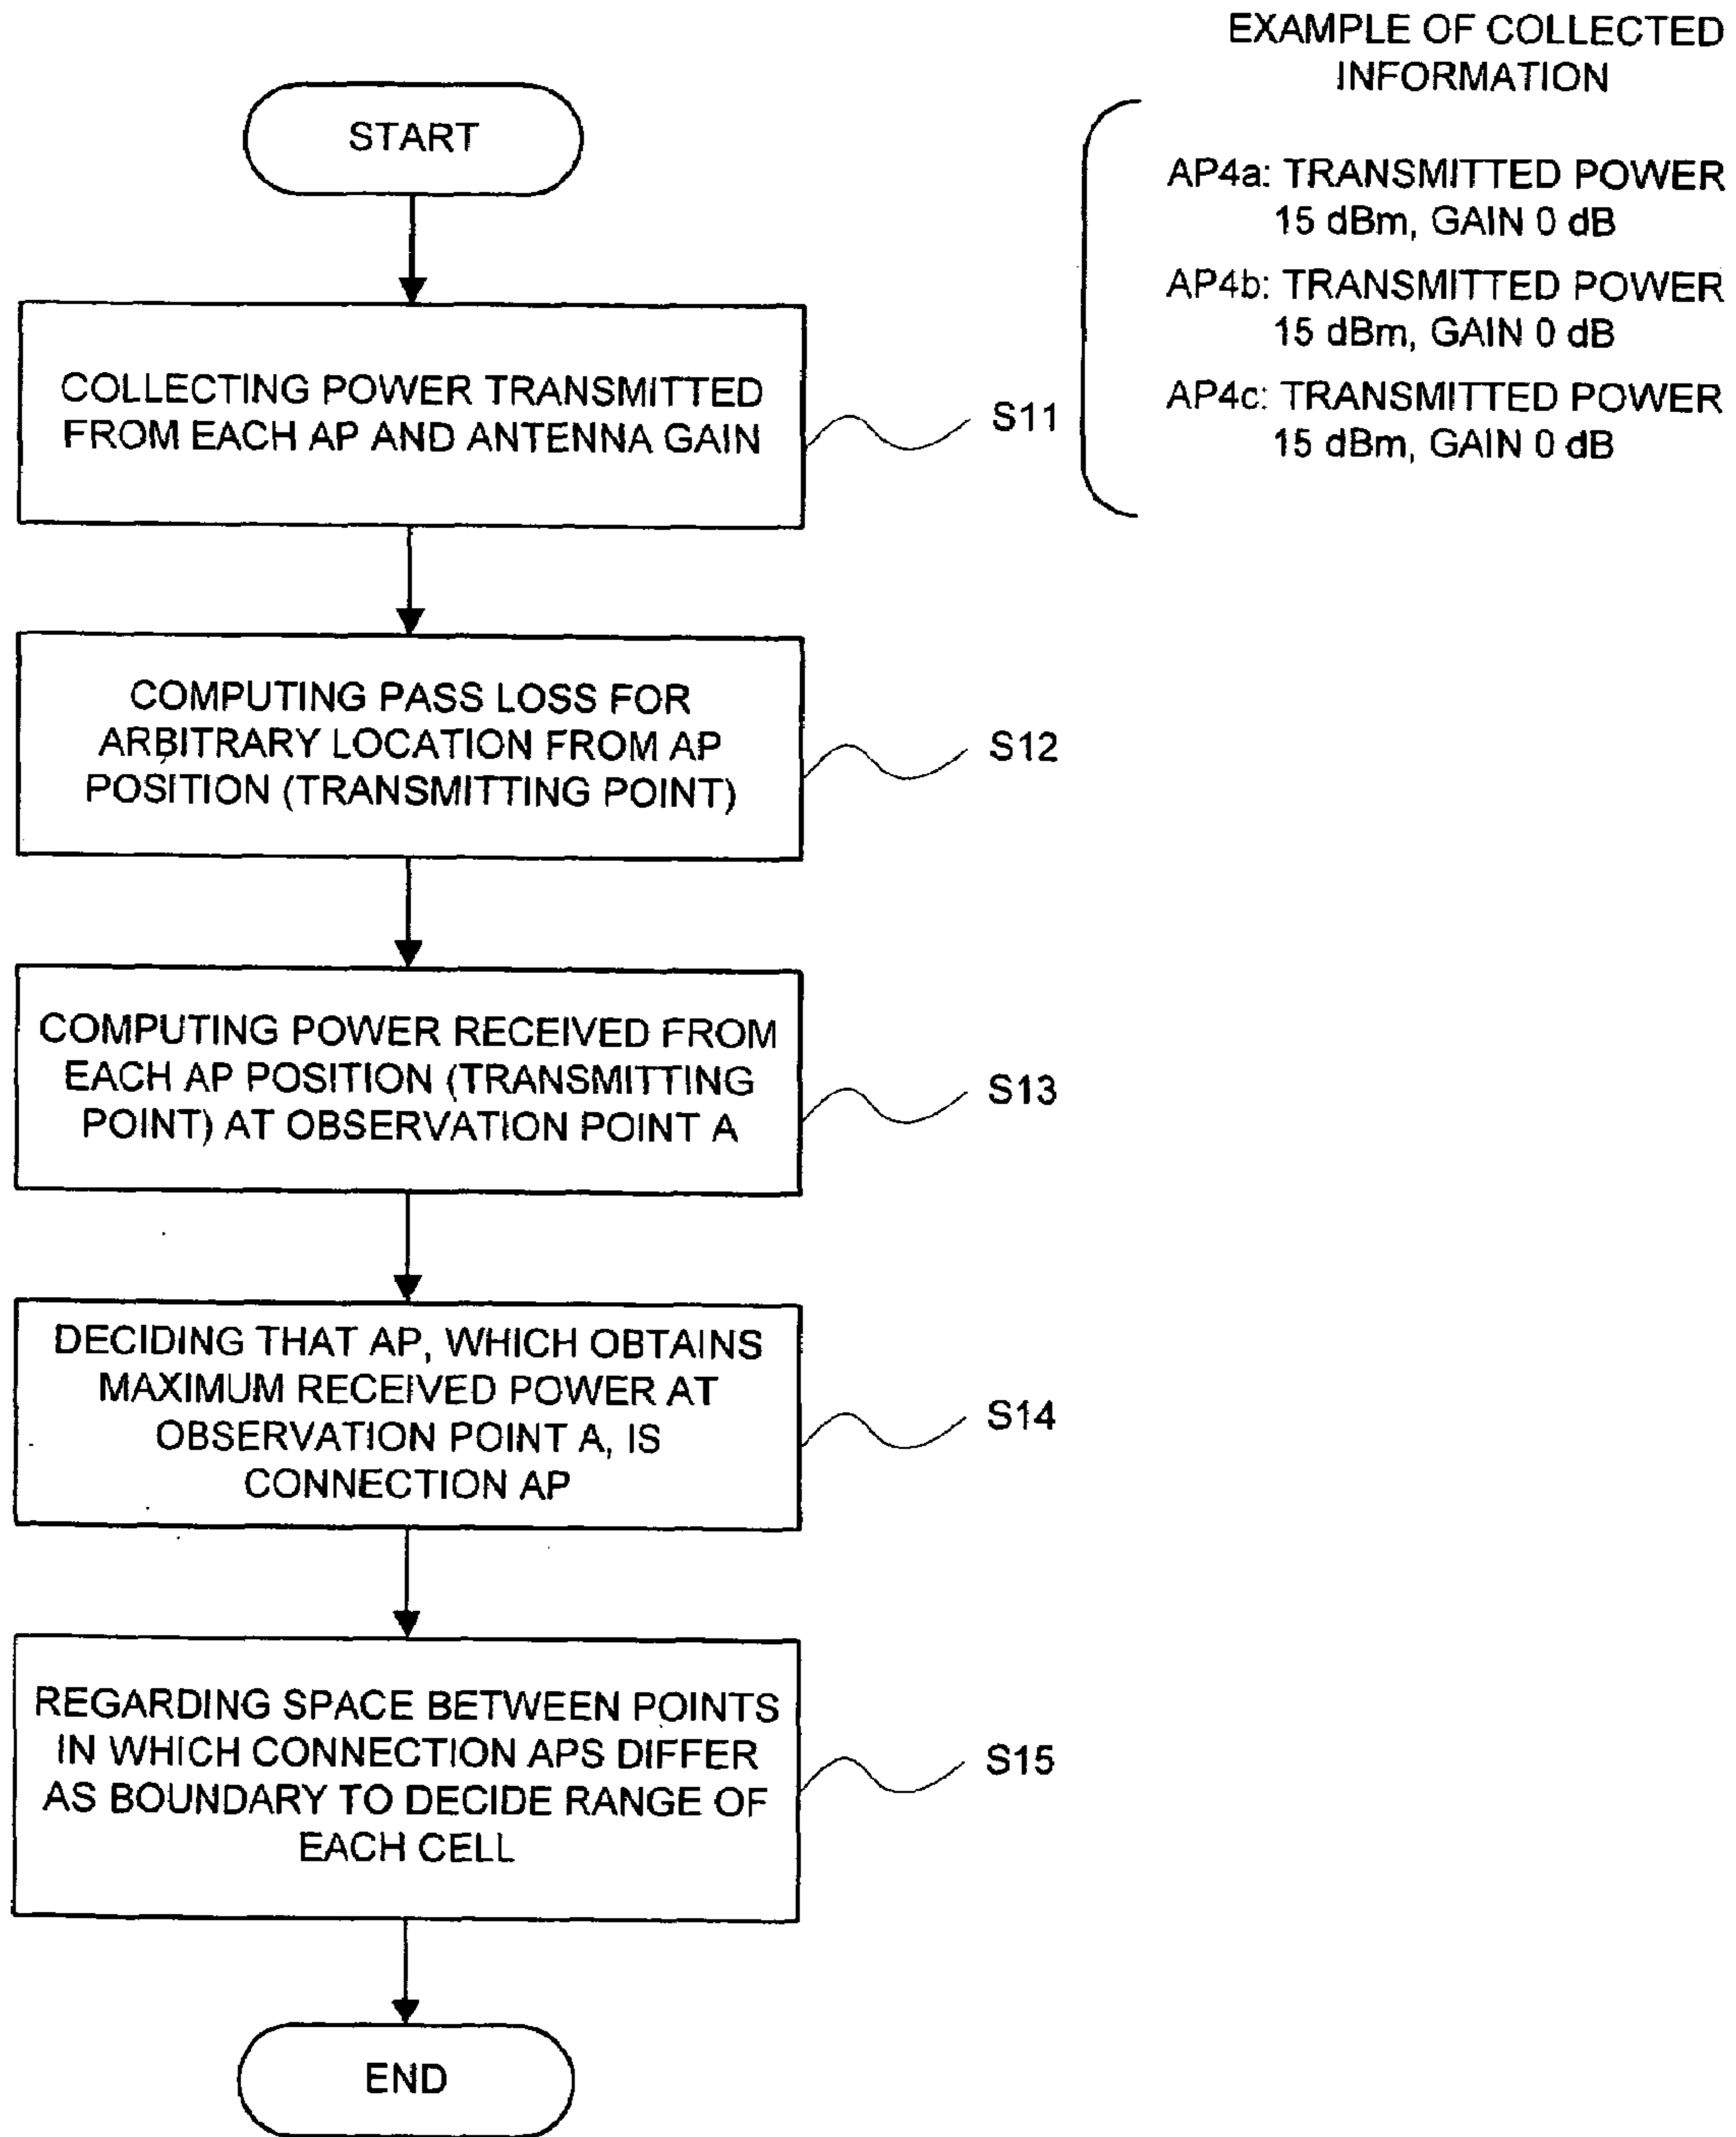 EXAMPLE OF COLLECTED
INFORMATION
START
AP4a: TRANSMITTED POWER
15 dBm, GAIN 0 dB
AP4b: TRANSMITTED POWER
15 dBm, GAIN 0 dB
AP4c: TRANSMITTED POWER
15 dBm, GAIN 0 dB
COLLECTING POWER TRANSMITTED
FROM EACH AP AND ANTENNA GAIN
S11
COMPUTING PASS LOSS FOR
ARBITRARY LOCATION FROM AP
POSITION (TRANSMITTING POINT)
S12
COMPUTING POWER RECEIVED FROM
EACH AP POSITION (TRANSMITTING
POINT) AT OBSERVATION POINT A
S13
DECIDING THAT AP, WHICH OBTAINS
MAXIMUM RECEIVED POWER AT
OBSERVATION POINT A, IS
CONNECTION AP
S14
REGARDING SPACE BETWEEN POINTS
IN WHICH CONNECTION APS DIFFER
AS BOUNDARY TO DECIDE RANGE OF
EACH CELL
S15
END